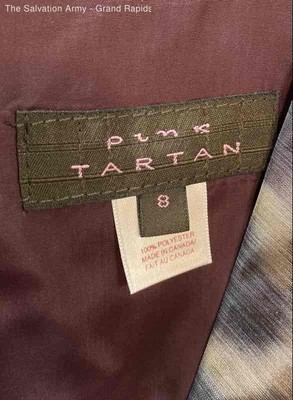 The Salvation Army - Grand Rapids
pink
TARTAN
8
100% POLYESTER
MADE IN CANADA/
FAIT AU CANADA